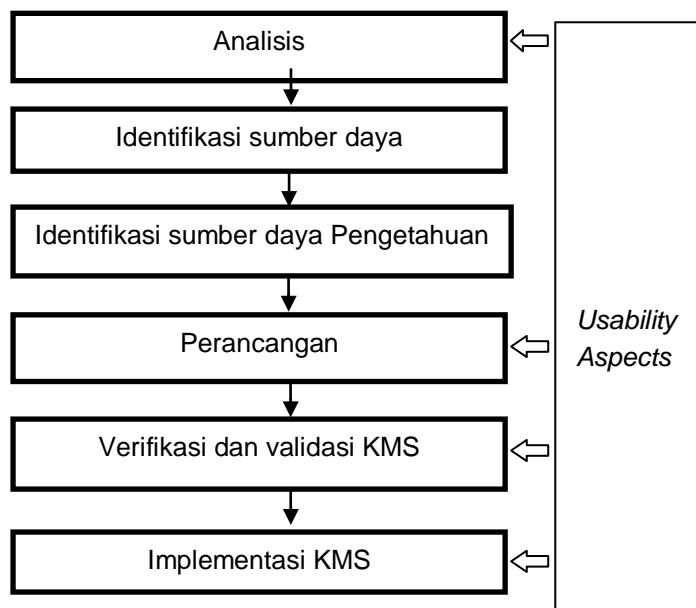 Analisis
Identifikasi sumber daya
Identifikasi sumber daya Pengetahuan
Perancangan
Verifikasi dan validasi KMS
Implementasi KMS
Usability
Aspects